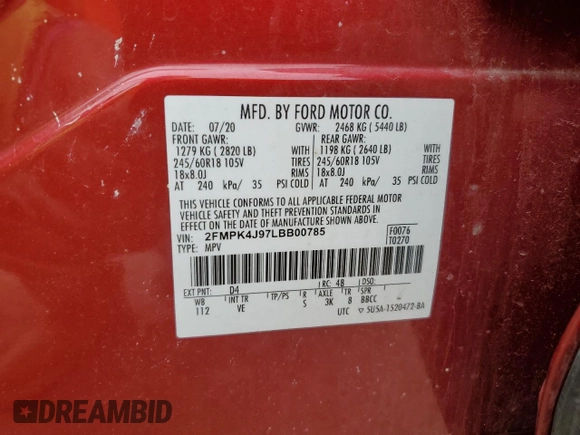 MFD. BY FORD MOTOR CO.
DATE: 07/20 GVWR: 2468 KG ( 5440 LB)
FRONT GAWR: REAR GAWR:
1279 KG ( 2820 LB) WITH 1198 KG ( 2640 LB) WITH
245/60R18 105V TIRES 245/60R18 105V TIRES
18x8.0J RIMS 18x8.0J RIMS
AT 240 kPa/ 35 PSI COLD AT 240 kPa/ 35 PSI COLD
THIS VEHICLE CONFORMS TO ALL APPLICABLE FEDERAL MOTOR
VEHICLE SAFETY AND THEFT PREVENTION STANDARDS IN
EFFECT ON THE DATE OF MANUFACTURE SHOWN ABOVE.
VIN: 2FMPK4J97LBB00785 F0076
TYPE: MPV T0270
EXT PNT: D4 RC: 48 DSO:
WB INT TR TP/PS R AXLE TR SPR
112 VE S 3K 8 BBCC
UTC ▽ 5U5A-1520472-BA
DREAMBID